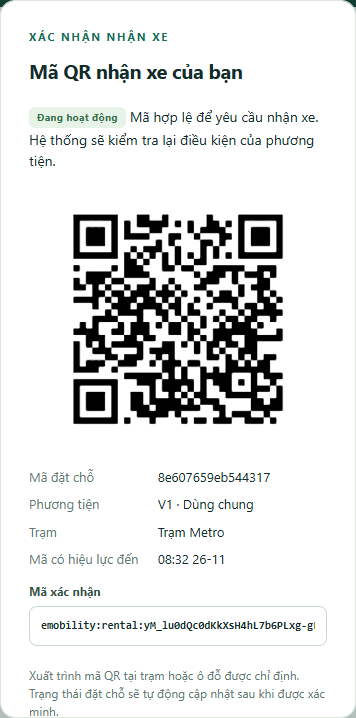 XÁC NHẬN NHẬN XE
Mã QR nhận xe của bạn
Đang hoạt động Mã hợp lệ để yêu cầu nhận xe.
Hệ thống sẽ kiểm tra lại điều kiện của phương
tiện.
Mã đặt chỗ 8e607659eb544317
Phương tiện V1 · Dùng chung
Trạm Trạm Metro
Mã có hiệu lực đến 08:32 26-11
Mã xác nhận
emobility:rental:yM_lu0dQc0dKkXsH4hL7b6PLxg-g
Xuất trình mã QR tại trạm hoặc ô đỗ được chỉ định.
Trạng thái đặt chỗ sẽ tự động cập nhật sau khi được xác
minh.